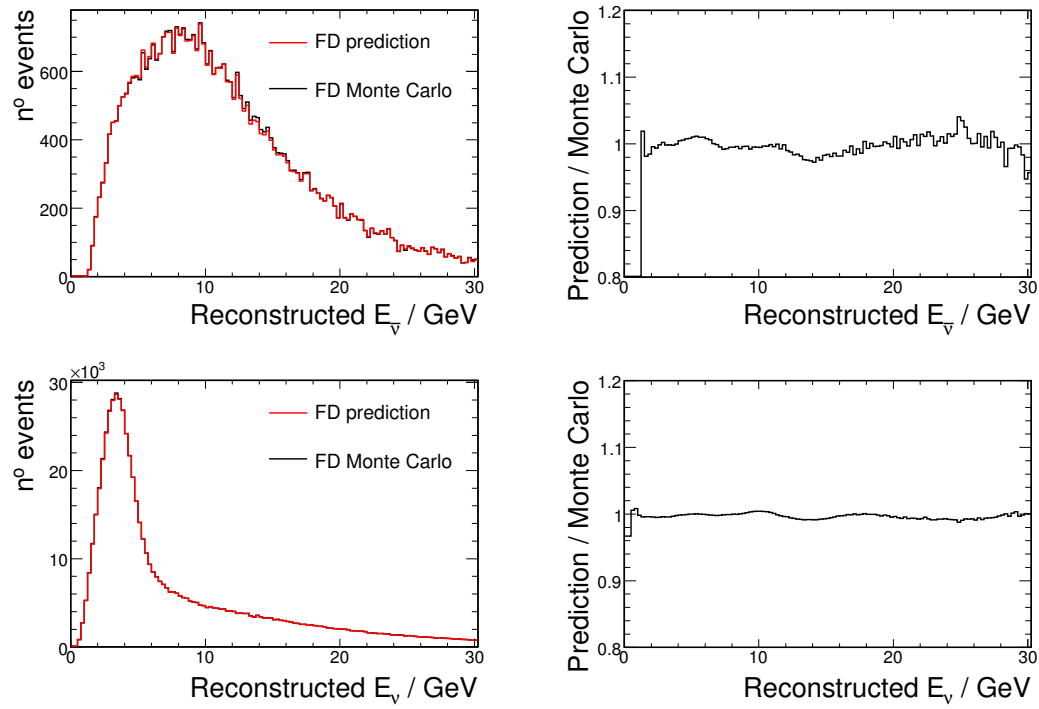 nº events
600
400
200
0
FD prediction
FD Monte Carlo
0 10 20 30
Reconstructed E_ν̅ / GeV
Prediction / Monte Carlo
1.2
1.1
1
0.9
0.8
0 10 20 30
Reconstructed E_ν̅ / GeV
×10³
nº events
30
20
10
0
FD prediction
FD Monte Carlo
0 10 20 30
Reconstructed E_ν / GeV
Prediction / Monte Carlo
1.2
1.1
1
0.9
0.8
0 10 20 30
Reconstructed E_ν / GeV